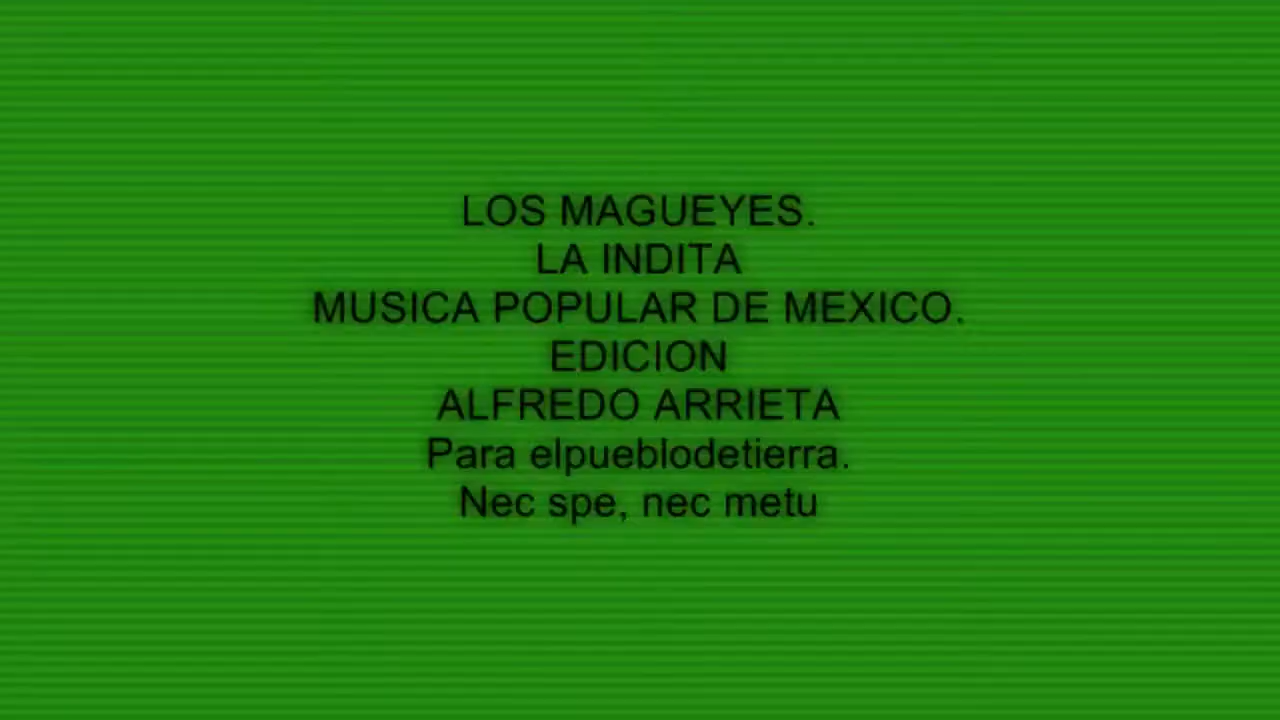 LOS MAGUEYES.
LA INDITA
MUSICA POPULAR DE MEXICO.
EDICION
ALFREDO ARRIETA
Para elpueblodetierra.
Nec spe, nec metu